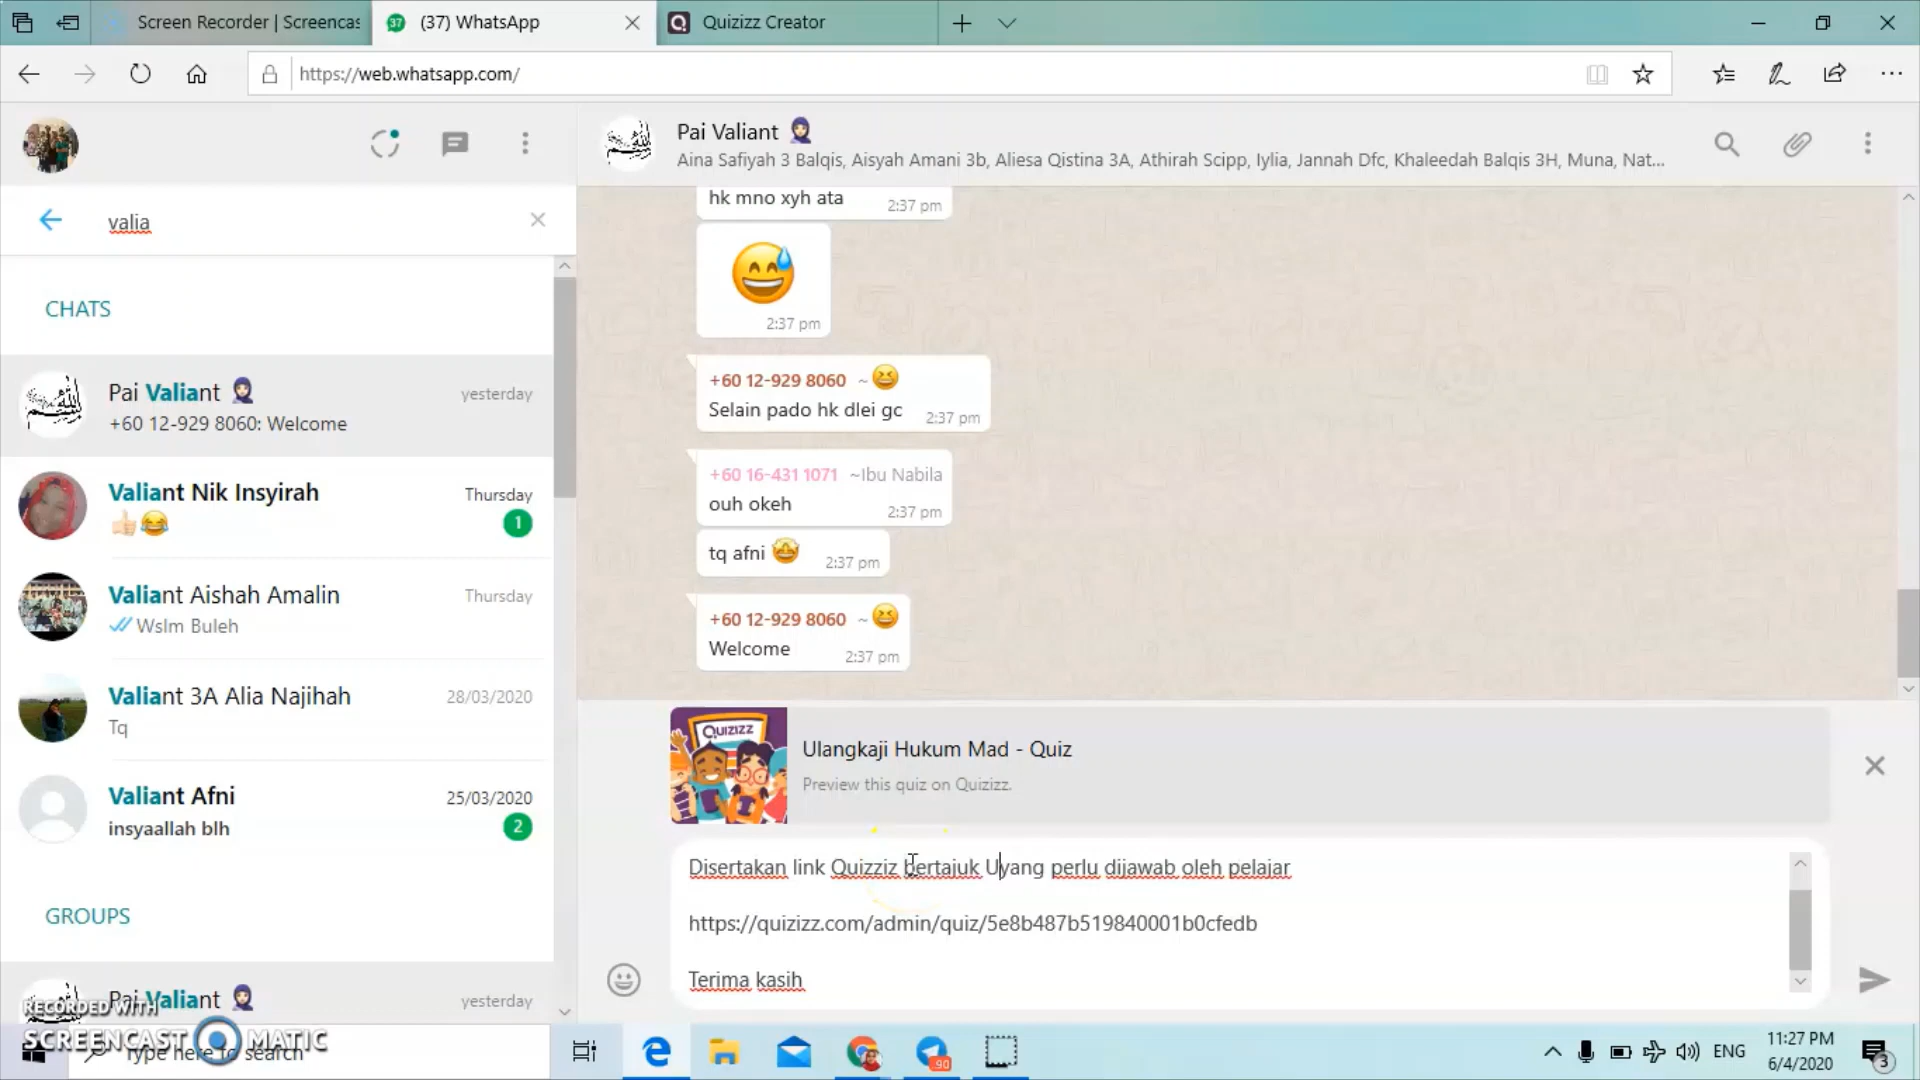 Screen Recorder | Screencas
37
(37) WhatsApp
Quizizz Creator
https://web.whatsapp.com/
valia
CHATS
Pai Valiant
yesterday
+60 12-929 8060: Welcome
Valiant Nik Insyirah
Thursday
1
Valiant Aishah Amalin
Thursday
Wslm Buleh
Valiant 3A Alia Najihah
28/03/2020
Tq
Valiant Afni
25/03/2020
insyaallah blh
2
GROUPS
Pai Valiant
yesterday
Pai Valiant
Aina Safiyah 3 Balqis, Aisyah Amani 3b, Aliesa Qistina 3A, Athirah Scipp, Iylia, Jannah Dfc, Khaleedah Balqis 3H, Muna, Nat...
hk mno xyh ata
2:37 pm
2:37 pm
+60 12-929 8060 ~
Selain pado hk dlei gc
2:37 pm
+60 16-431 1071 ~Ibu Nabila
ouh okeh
2:37 pm
tq afni
2:37 pm
+60 12-929 8060 ~
Welcome
2:37 pm
QUIZIZZ
Ulangkaji Hukum Mad - Quiz
Preview this quiz on Quizizz.
Disertakan link Quizziz bertajuk Uyang perlu dijawab oleh pelajar
https://quizizz.com/admin/quiz/5e8b487b519840001b0cfedb
Terima kasih
RECORDED WITH
SCREENCAST MATIC
Type here to search
90
ENG
11:27 PM
6/4/2020
3